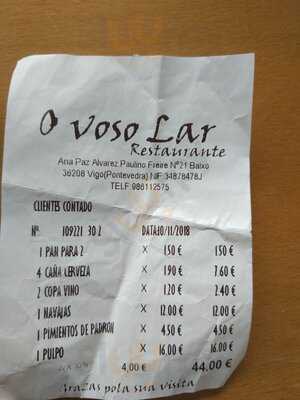 O Voso Lar
Restaurante
Ana Paz Alvarez.Paulino Freire Nº21 Bajxo
36208 Vigo(Pontevedra) NIF:34878478J
TELF.986112575
CLIENTES CONTADO
Nº. 109221 30 2 DATA:30/11/2018
1 PAN PARA 2 X 1.50 € 1.50 €
4 CAÑA CERVEZA X 1.90 € 7.60 €
2 COPA VINO X 1.20 € 2.40 €
1 NAVAJAS X 12.00 € 12.00 €
1 PIMIENTOS DE PADRON X 4.50 € 4.50 €
1 PULPO X 16.00 € 16.00 €
4,00 € 44.00 €
Grazas pola sua visita